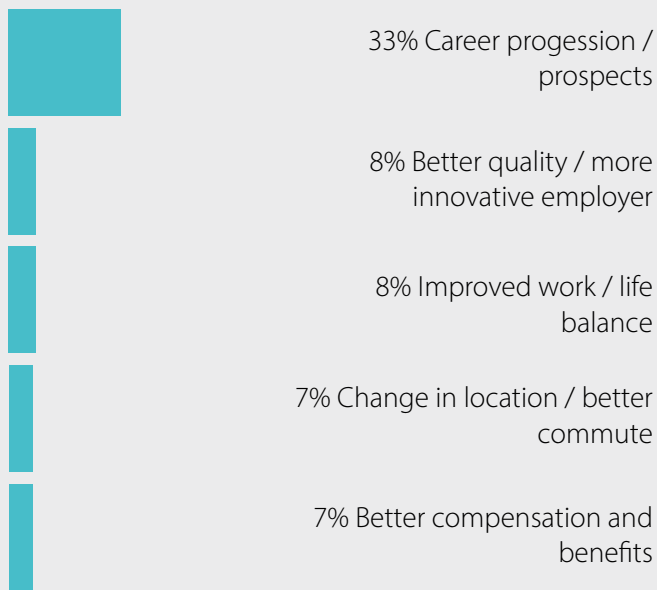 33% Career progession /
prospects
8% Better quality / more
innovative employer
8% Improved work / life
balance
7% Change in location / better
commute
7% Better compensation and
benefits